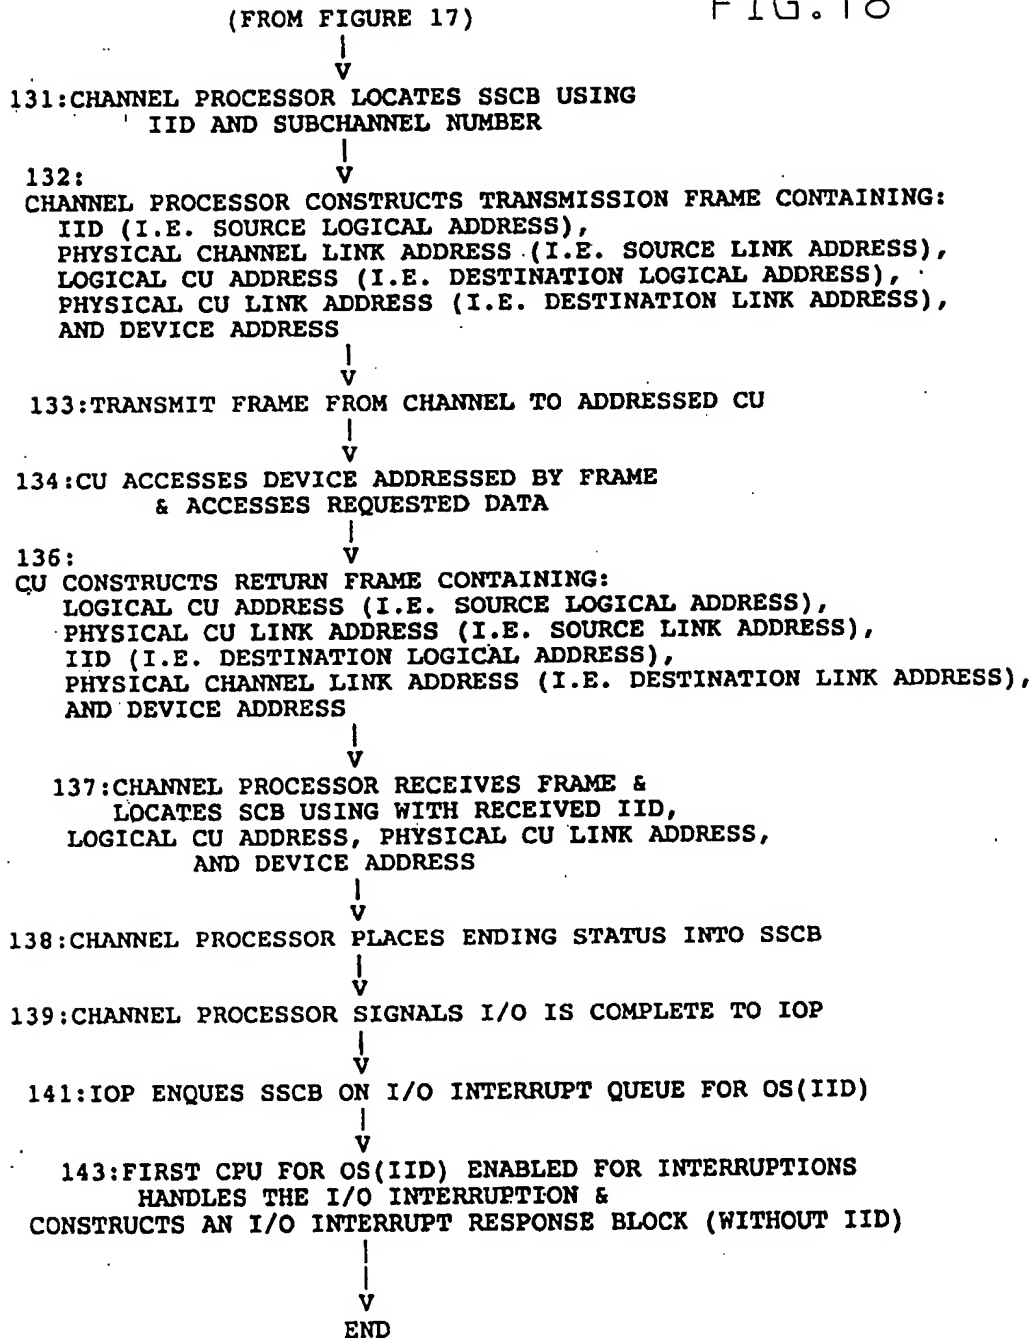 (FROM FIGURE 17)
FIG. 18
131:CHANNEL PROCESSOR LOCATES SSCB USING
IID AND SUBCHANNEL NUMBER
132:
CHANNEL PROCESSOR CONSTRUCTS TRANSMISSION FRAME CONTAINING:
IID (I.E. SOURCE LOGICAL ADDRESS),
PHYSICAL CHANNEL LINK ADDRESS (I.E. SOURCE LINK ADDRESS),
LOGICAL CU ADDRESS (I.E. DESTINATION LOGICAL ADDRESS),
PHYSICAL CU LINK ADDRESS (I.E. DESTINATION LINK ADDRESS),
AND DEVICE ADDRESS
133:TRANSMIT FRAME FROM CHANNEL TO ADDRESSED CU
134:CU ACCESSES DEVICE ADDRESSED BY FRAME
& ACCESSES REQUESTED DATA
136:
CU CONSTRUCTS RETURN FRAME CONTAINING:
LOGICAL CU ADDRESS (I.E. SOURCE LOGICAL ADDRESS),
PHYSICAL CU LINK ADDRESS (I.E. SOURCE LINK ADDRESS),
IID (I.E. DESTINATION LOGICAL ADDRESS),
PHYSICAL CHANNEL LINK ADDRESS (I.E. DESTINATION LINK ADDRESS),
AND DEVICE ADDRESS
137:CHANNEL PROCESSOR RECEIVES FRAME &
LOCATES SCB USING WITH RECEIVED IID,
LOGICAL CU ADDRESS, PHYSICAL CU LINK ADDRESS,
AND DEVICE ADDRESS
138:CHANNEL PROCESSOR PLACES ENDING STATUS INTO SSCB
139:CHANNEL PROCESSOR SIGNALS I/O IS COMPLETE TO IOP
141:IOP ENQUES SSCB ON I/O INTERRUPT QUEUE FOR OS(IID)
143:FIRST CPU FOR OS(IID) ENABLED FOR INTERRUPTIONS
HANDLES THE I/O INTERRUPTION &
CONSTRUCTS AN I/O INTERRUPT RESPONSE BLOCK (WITHOUT IID)
END